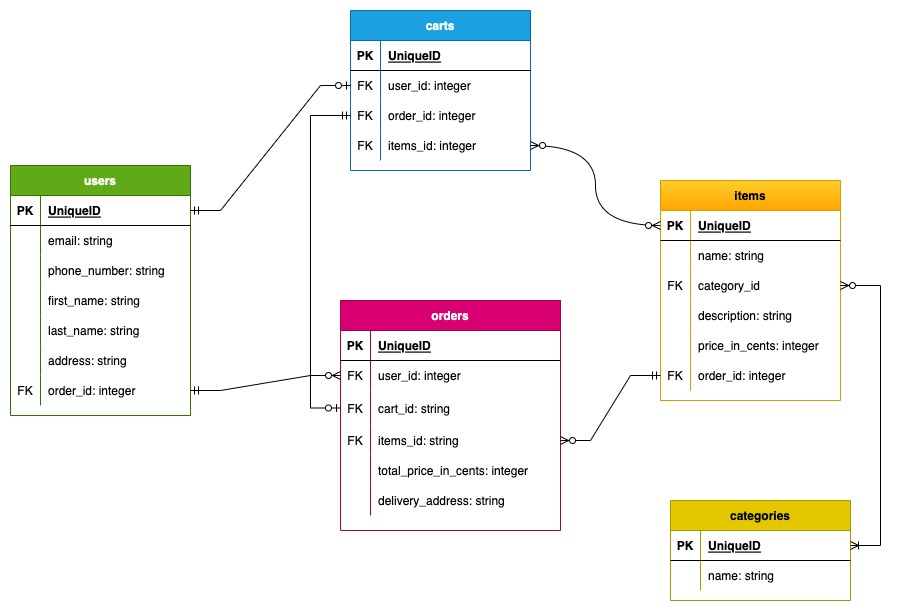 carts
PK UniqueID
FK user_id: integer
FK order_id: integer
FK items_id: integer
users
PK UniqueID
email: string
phone_number: string
first_name: string
last_name: string
address: string
FK order_id: integer
items
PK UniqueID
name: string
FK category_id
description: string
price_in_cents: integer
FK order_id: integer
orders
PK UniqueID
FK user_id: integer
FK cart_id: string
FK items_id: string
total_price_in_cents: integer
delivery_address: string
categories
PK UniqueID
name: string